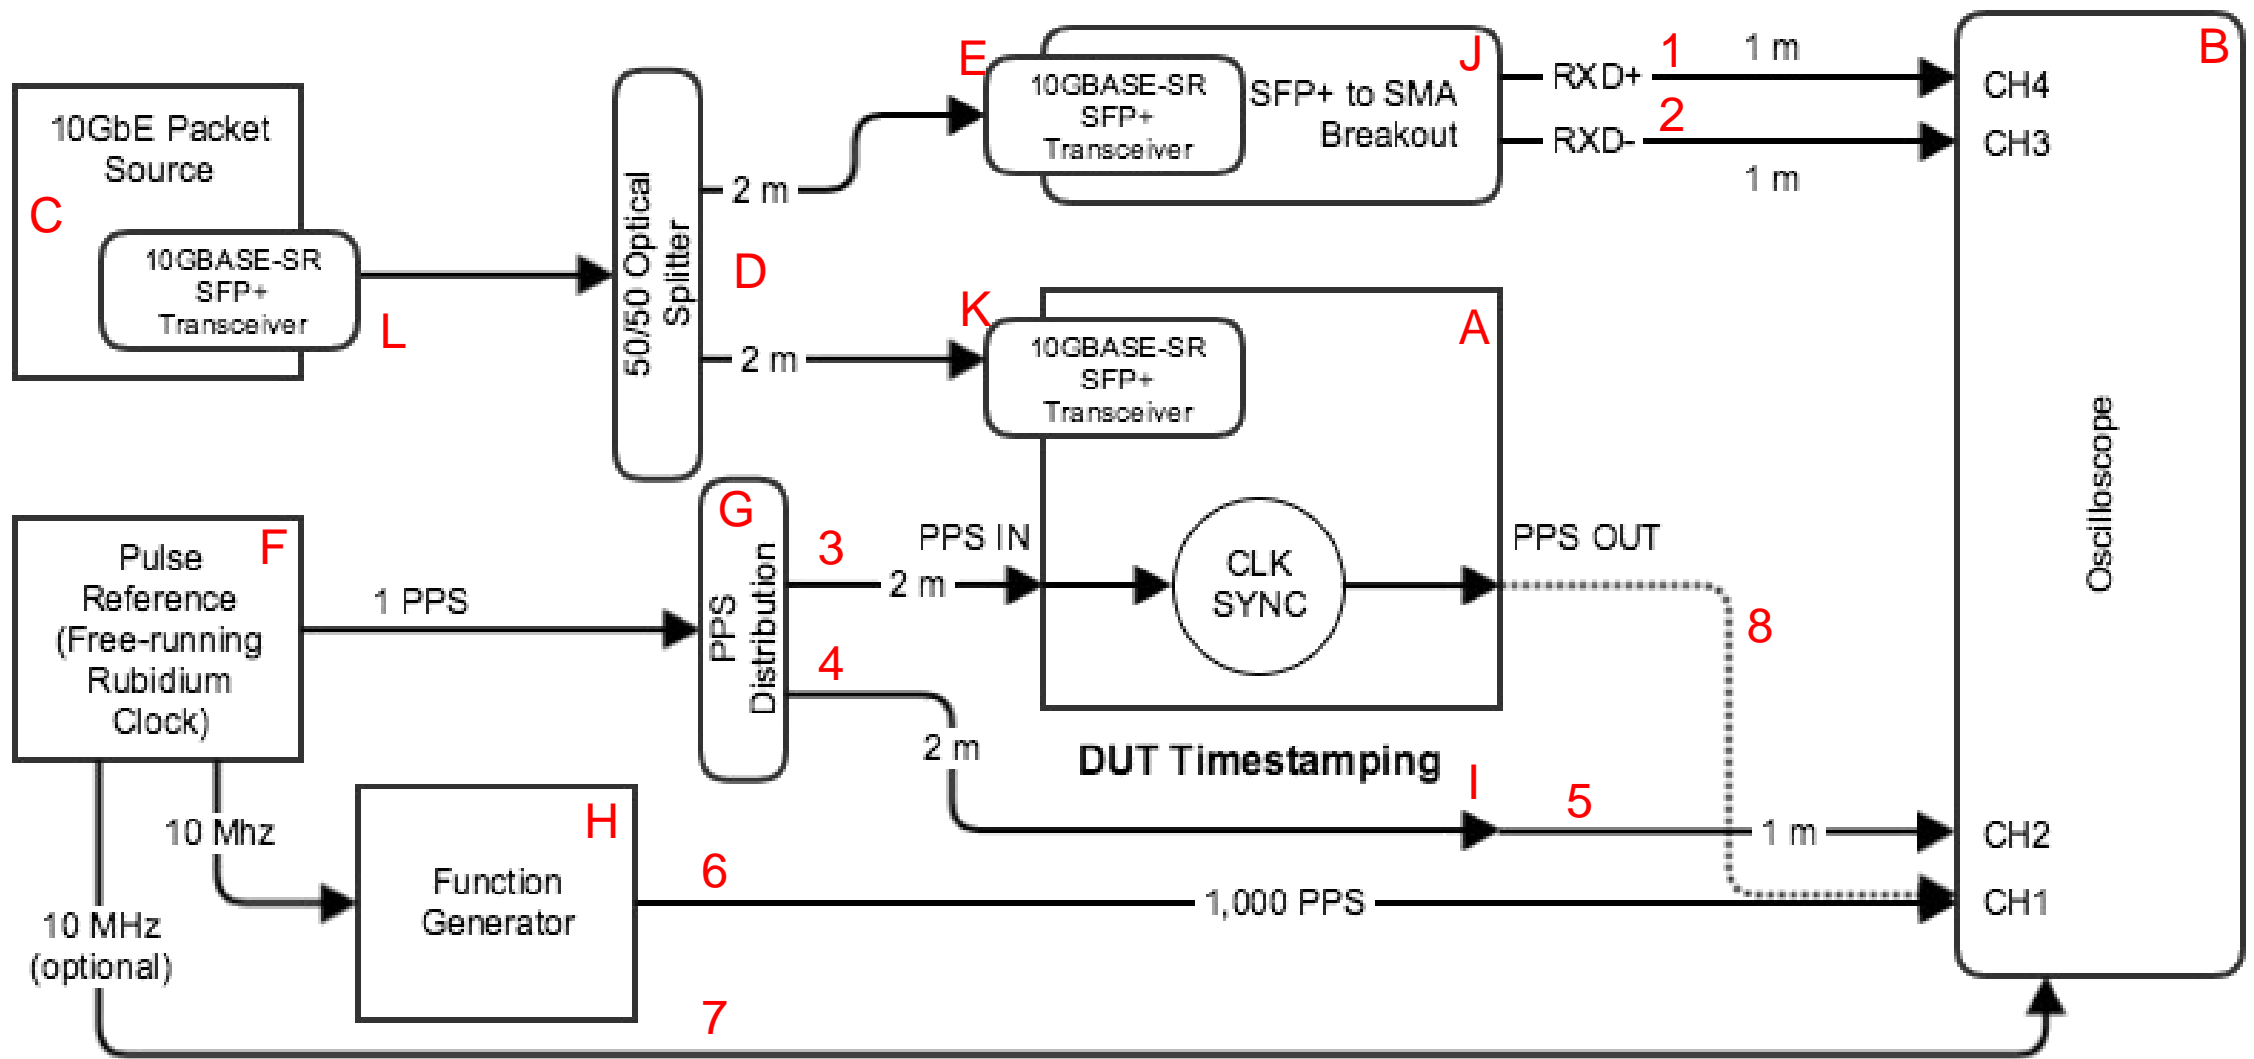 10GbE Packet
Source
C
10GBASE-SR
SFP+
Transceiver
L
50/50 Optical
Splitter
2 m
D
2 m
E
10GBASE-SR
SFP+
Transceiver
J
SFP+ to SMA
Breakout
RXD+
1
1 m
RXD-
2
1 m
B
CH4
CH3
Oscilloscope
CH2
CH1
K
10GBASE-SR
SFP+
Transceiver
A
PPS IN
CLK
SYNC
PPS OUT
8
F
Pulse
Reference
(Free-running
Rubidium
Clock)
1 PPS
G
PPS
Distribution
3
2 m
4
2 m
DUT Timestamping
I
5
1 m
10 Mhz
H
Function
Generator
6
1,000 PPS
10 MHz
(optional)
7